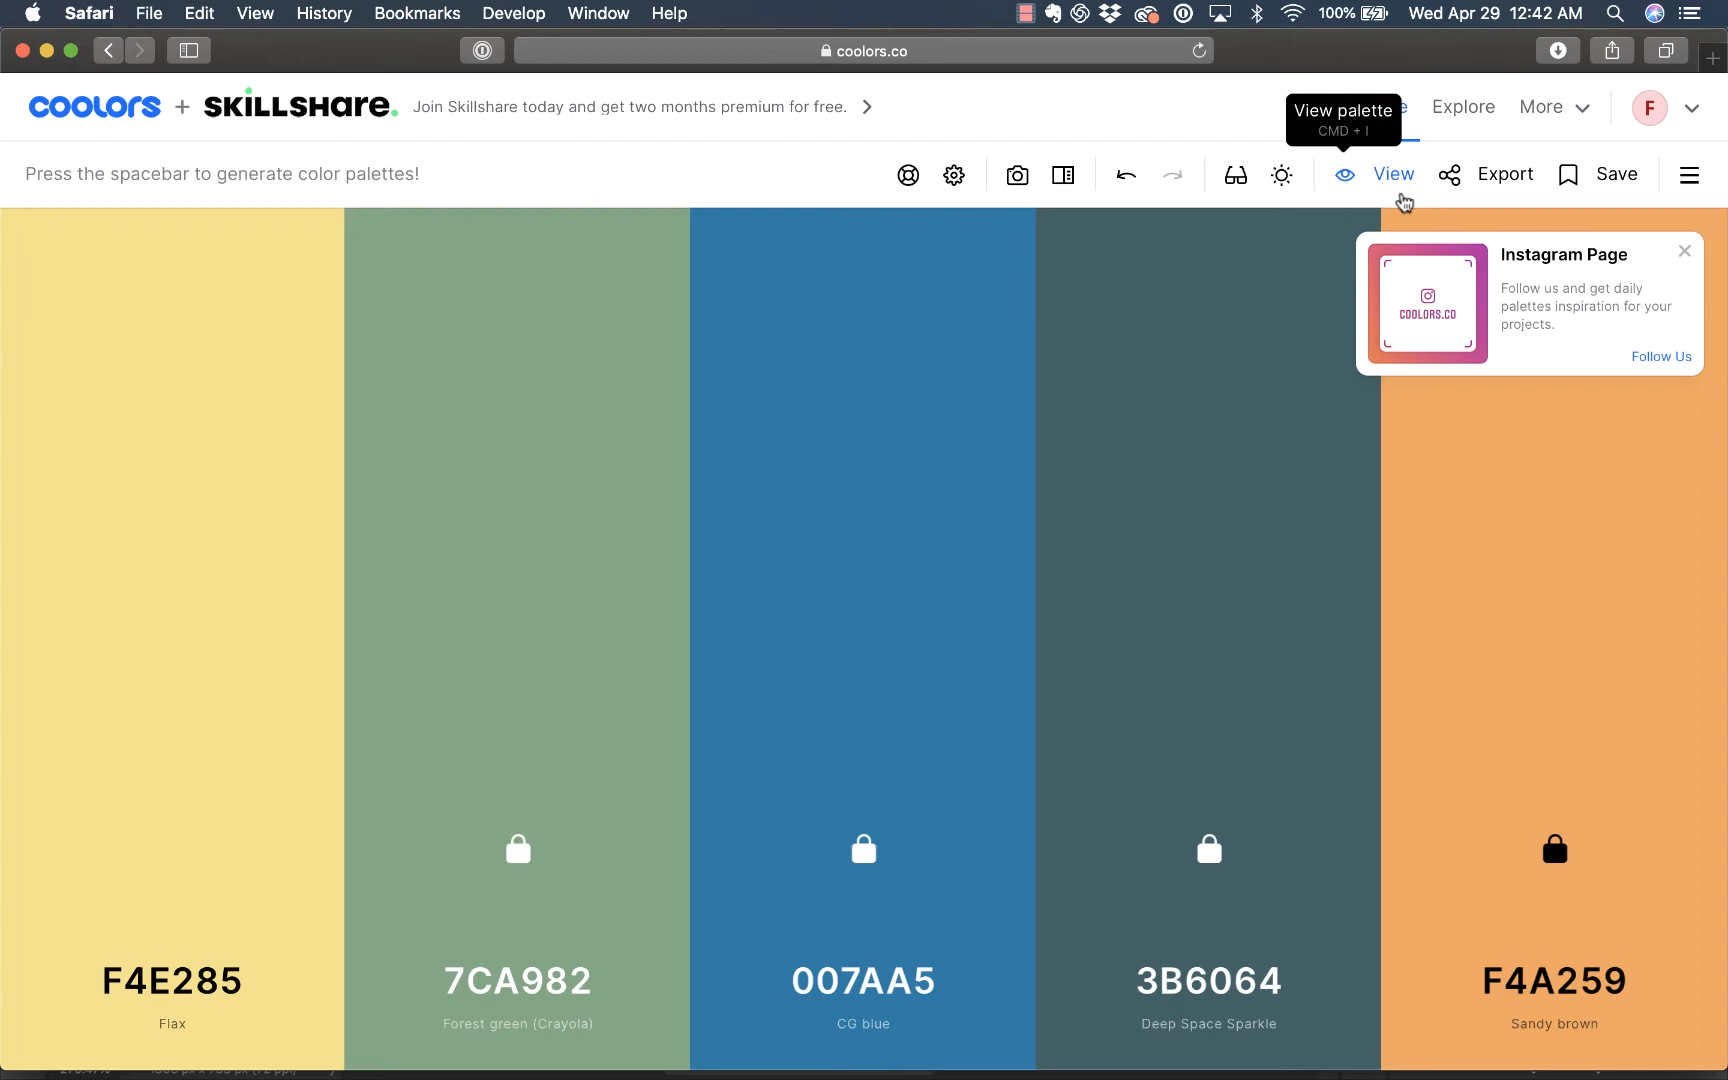 Safari File Edit View History Bookmarks Develop Window Help 100% Wed Apr 29 12:42 AM
coolors.co
coolors + SKILLSHARE. Join Skillshare today and get two months premium for free.
View palette
CMD + I
Explore More F
Press the spacebar to generate color palettes!
View Export Save
Instagram Page
Follow us and get daily
palettes inspiration for your
projects.
COOLORS.CO
Follow Us
F4E285 7CA982 007AA5 3B6064 F4A259
Flax Forest green (Crayola) CG blue Deep Space Sparkle Sandy brown